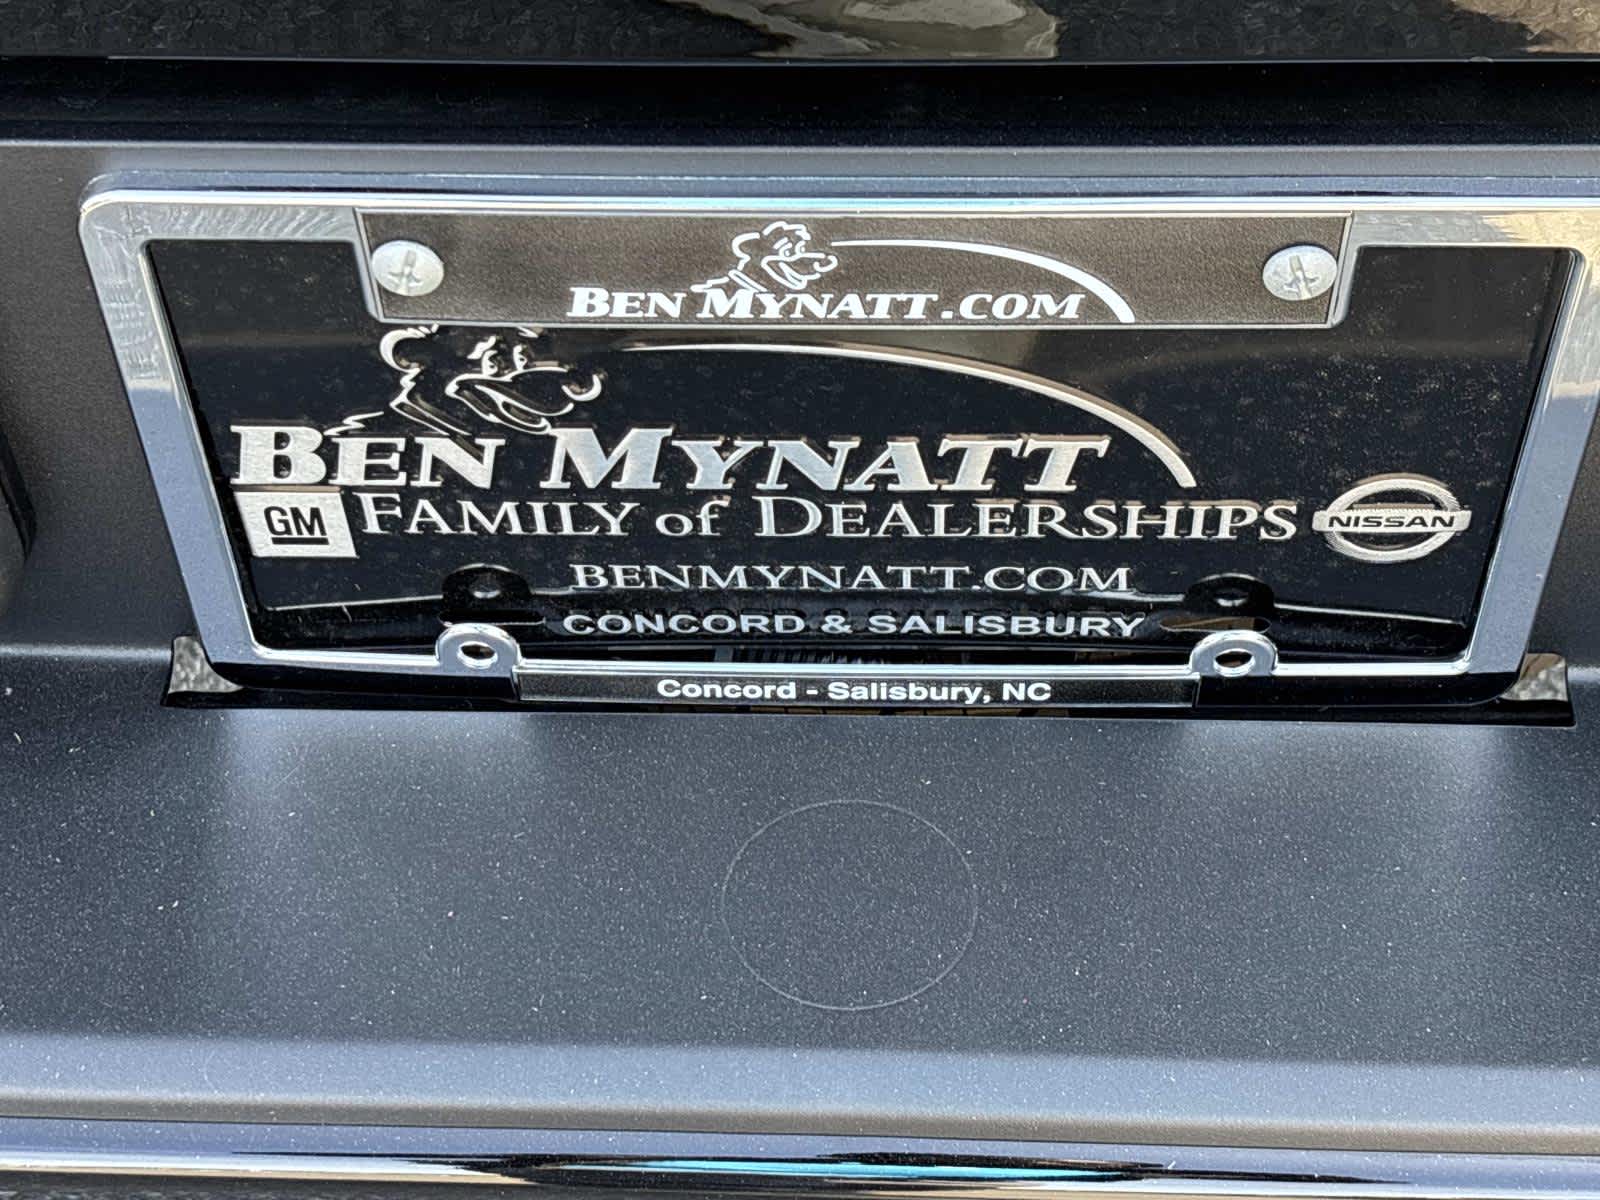 BEN MYNATT.COM
BEN MYNATT
GM FAMILY of DEALERSHIPS NISSAN
BENMYNATT.COM
CONCORD & SALISBURY
Concord - Salisbury, NC